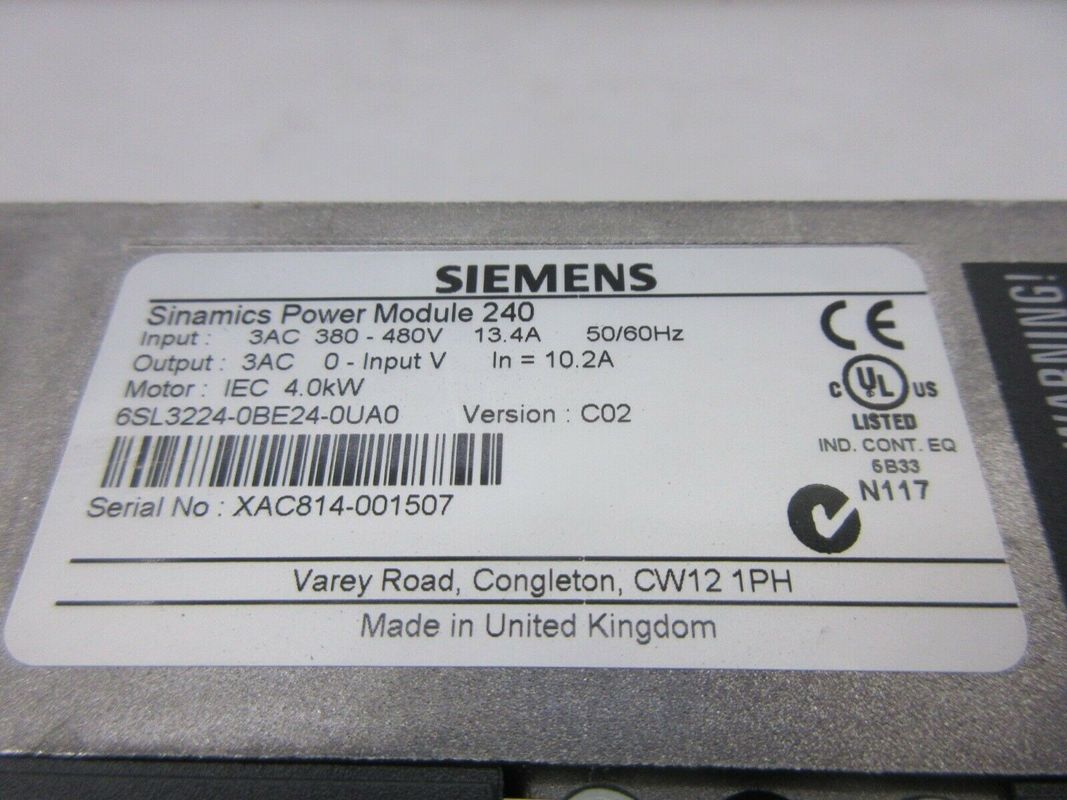 SIEMENS
Sinamics Power Module 240
Input : 3AC 380 - 480V 13.4A 50/60Hz
Output : 3AC 0 - Input V In = 10.2A
Motor : IEC 4.0kW
6SL3224-0BE24-0UA0 Version : C02
Serial No : XAC814-001507
CE
C UL US
LISTED
IND. CONT. EQ
6B33
N117
Varey Road, Congleton, CW12 1PH
Made in United Kingdom
WARNING!